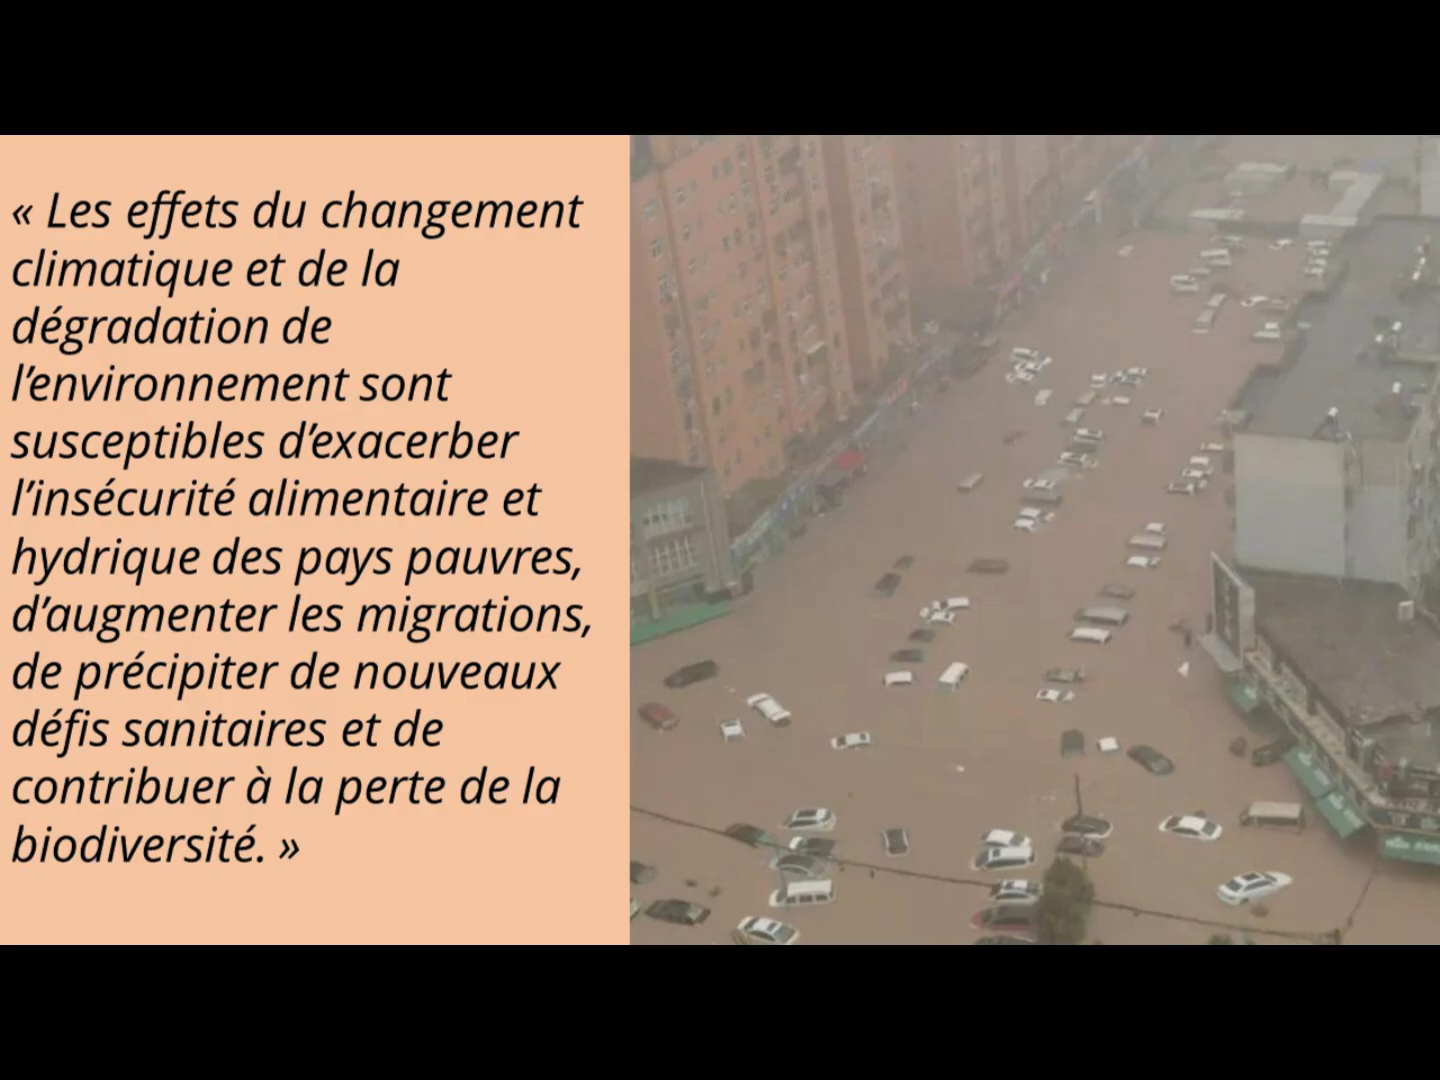 « Les effets du changement
climatique et de la
dégradation de
l’environnement sont
susceptibles d’exacerber
l’insécurité alimentaire et
hydrique des pays pauvres,
d’augmenter les migrations,
de précipiter de nouveaux
défis sanitaires et de
contribuer à la perte de la
biodiversité. »